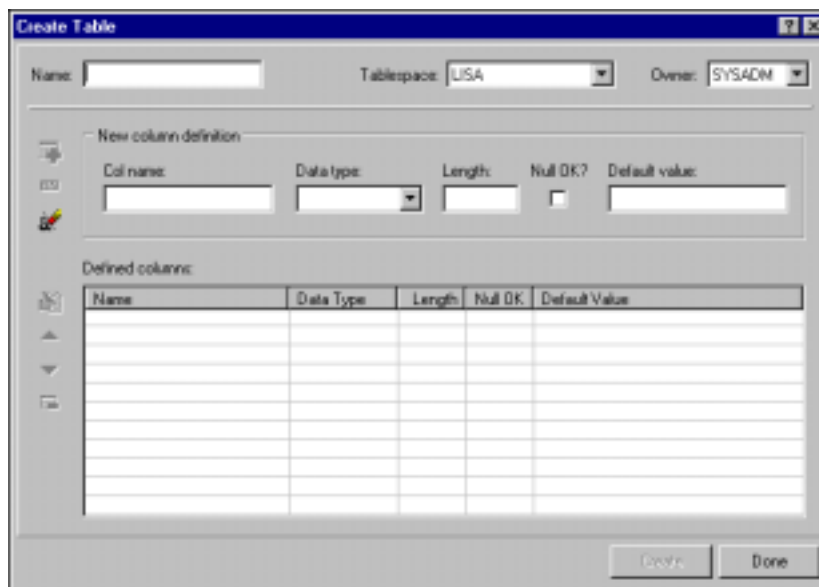 Create Table
Name: Tablespace: LISA Owner: SYSADM
New column definition
Col name: Data type: Length: Null OK? Default value:
Defined columns:
Name Data Type Length Null OK Default Value
Create Done